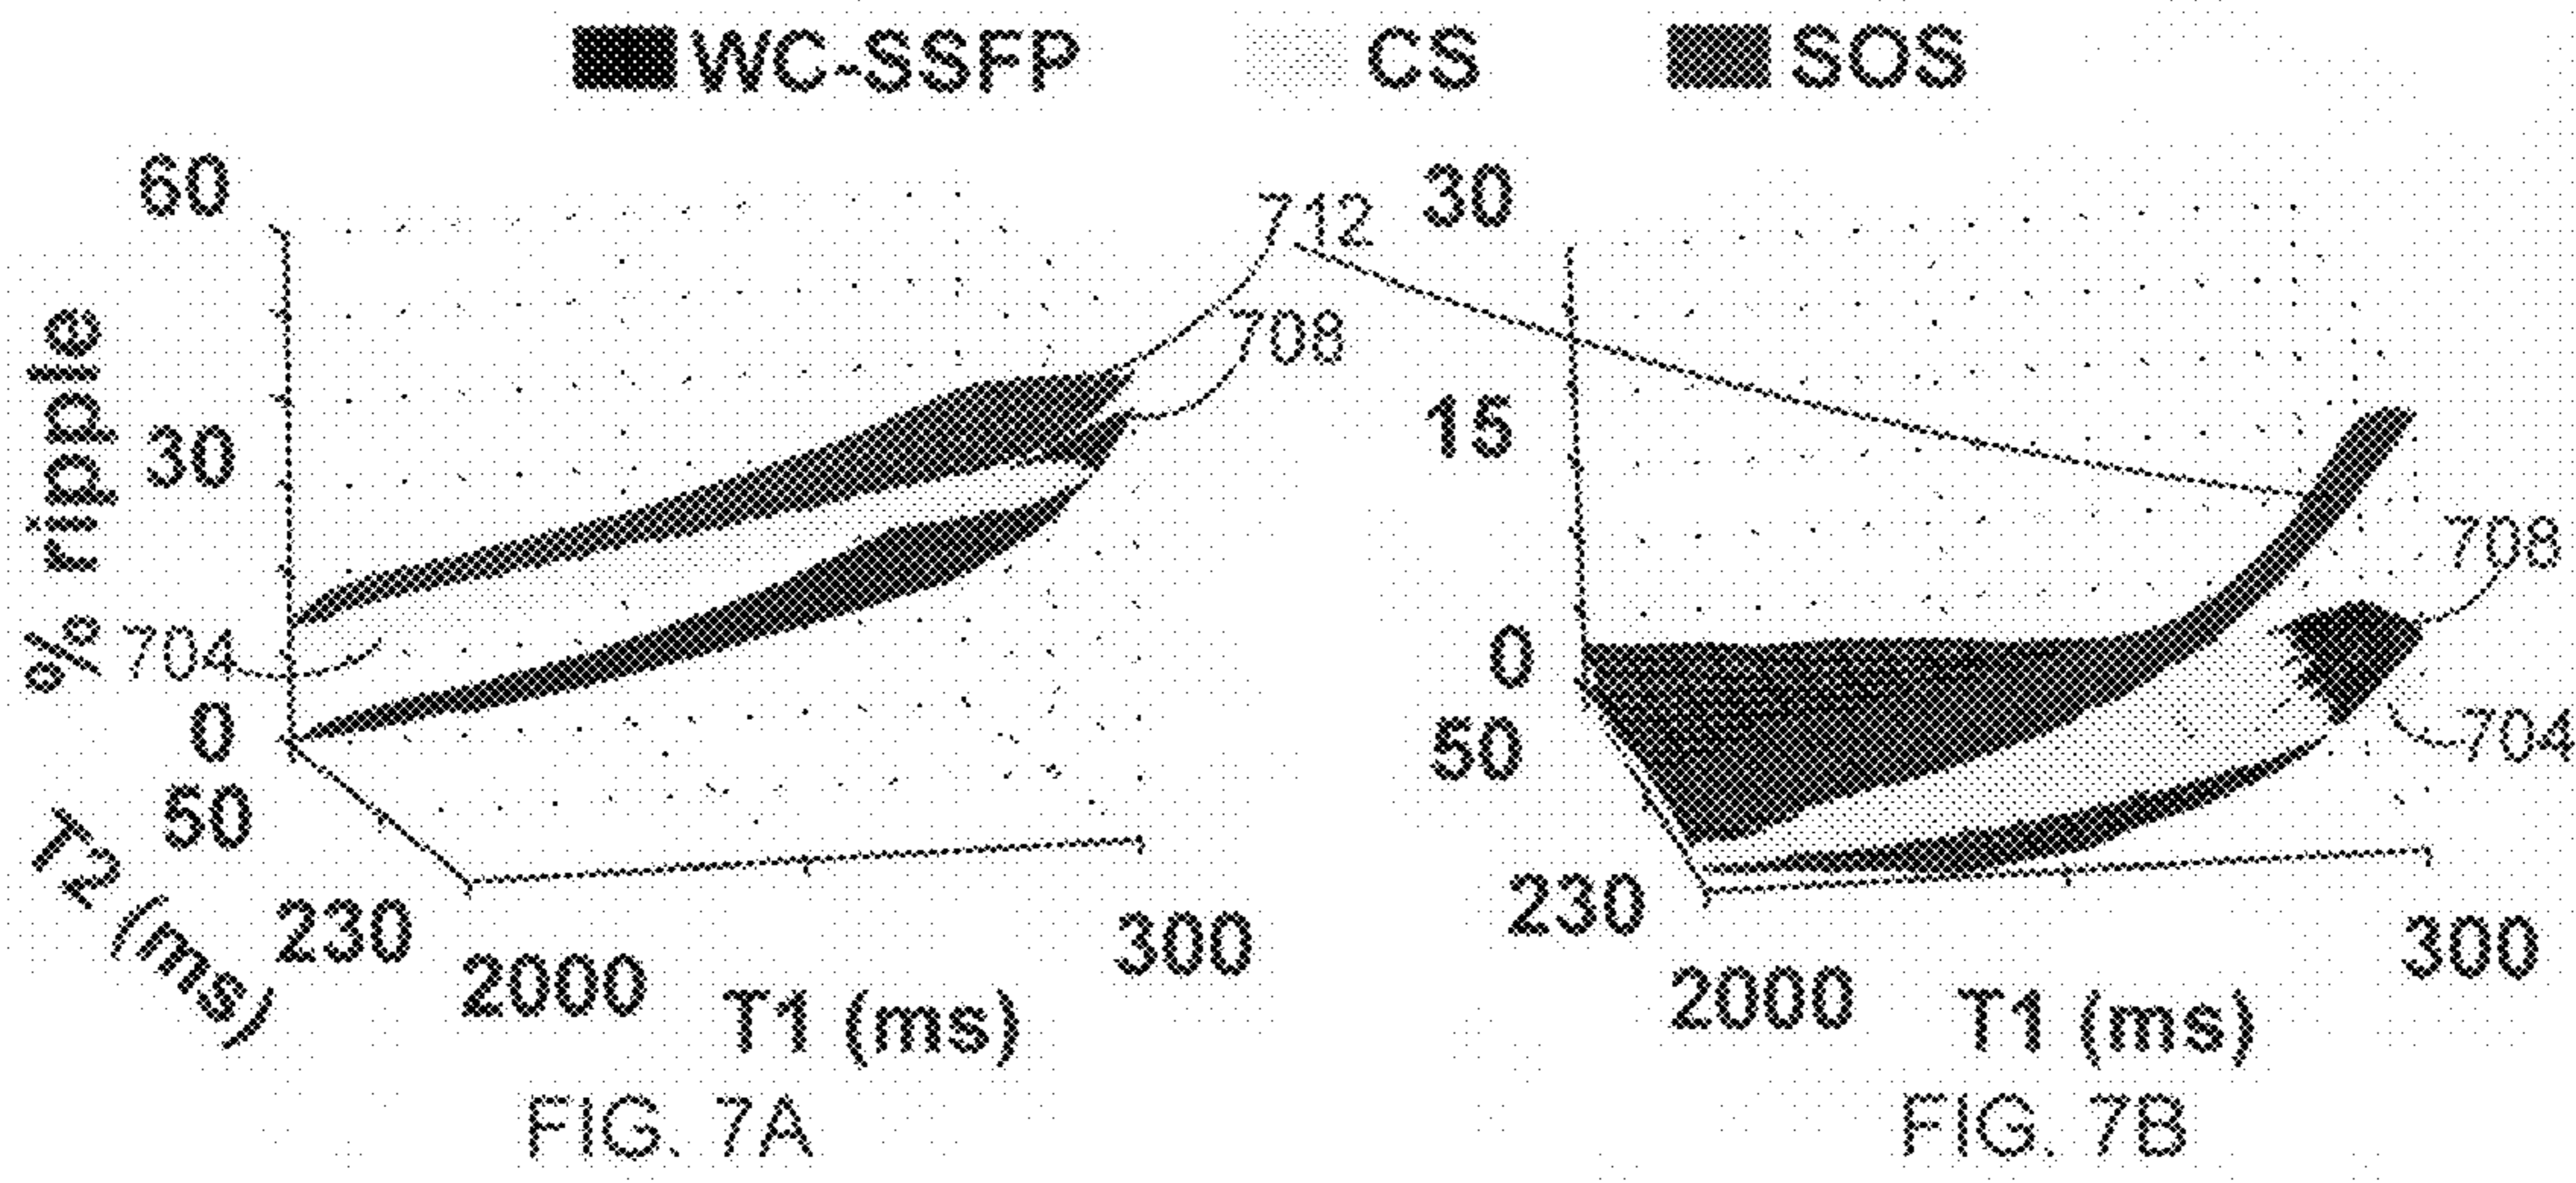 WC-SSFP CS SOS
60 30
712
708
% ripple
30 15
704
0 0
50 50
708
704
T2 (ms)
230 230
2000 T1 (ms) 300 2000 T1 (ms) 300
FIG. 7A FIG. 7B